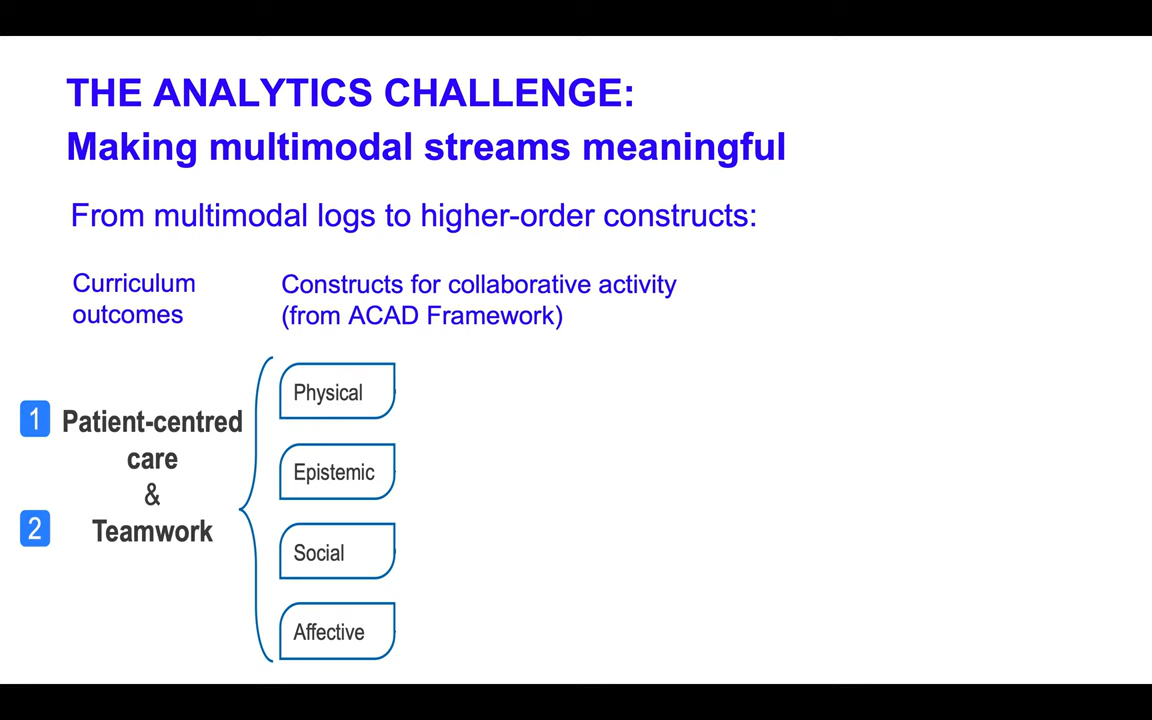 THE ANALYTICS CHALLENGE:
Making multimodal streams meaningful
From multimodal logs to higher-order constructs:
Curriculum
outcomes
Constructs for collaborative activity
(from ACAD Framework)
1 Patient-centred
care
&
2 Teamwork
Physical
Epistemic
Social
Affective